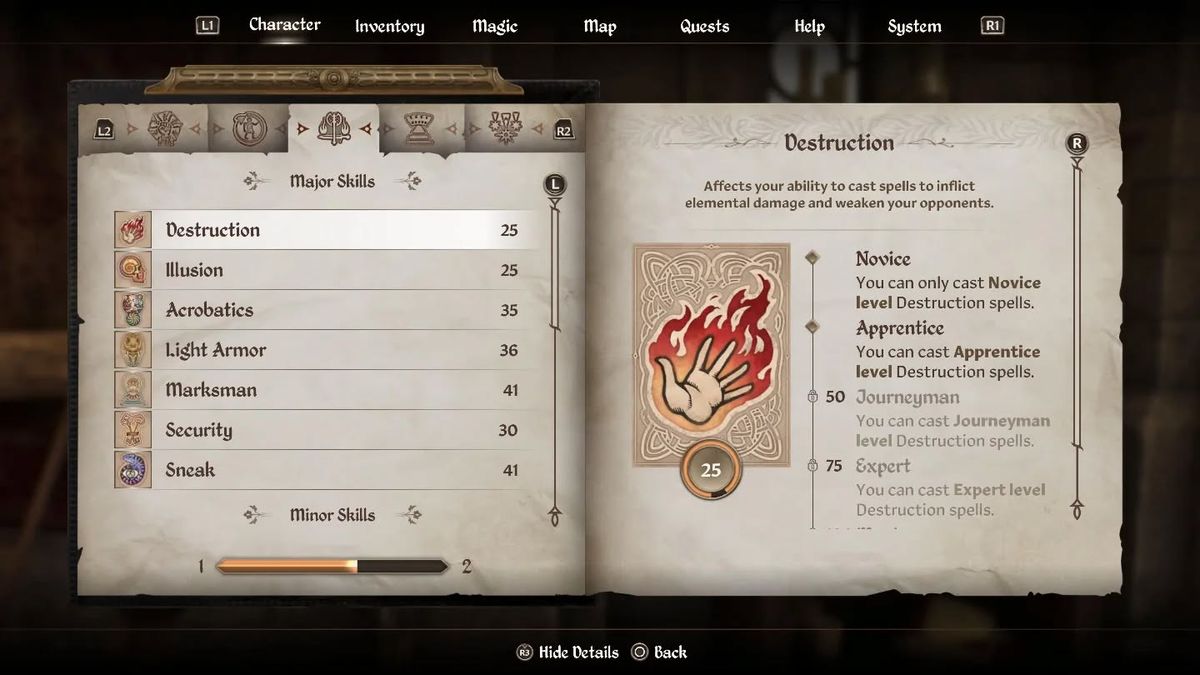 L1 Character Inventory Magic Map Quests Help System R1
L2
R2
Major Skills
L
Destruction 25
Illusion 25
Acrobatics 35
Light Armor 36
Marksman 41
Security 30
Sneak 41
Minor Skills
1 2
Destruction
R
Affects your ability to cast spells to inflict
elemental damage and weaken your opponents.
25
Novice
You can only cast Novice
level Destruction spells.
Apprentice
You can cast Apprentice
level Destruction spells.
50 Journeyman
You can cast Journeyman
level Destruction spells.
75 Expert
You can cast Expert level
Destruction spells.
R3 Hide Details Back